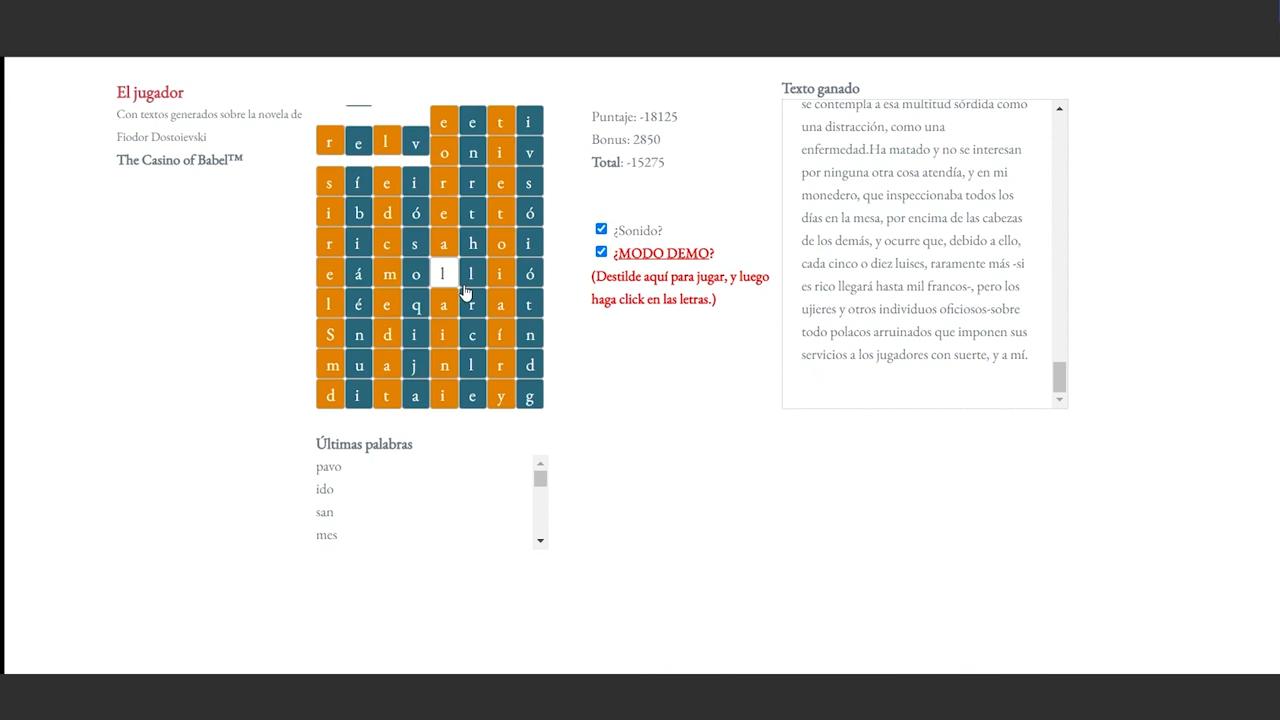 El jugador
Con textos generados sobre la novela de
Fiodor Dostoievski
The Casino of Babel™
e e t i
r e l v
o n i v
s í e i r r e s
i b d ó e t t ó
r i c s a h o i
e á m o l l i ó
l é e q a r a t
S n d i i c í n
m u a j n l r d
d i t a i e y g
Últimas palabras
pavo
ido
san
mes
Puntaje: -18125
Bonus: 2850
Total: -15275
¿Sonido?
¿MODO DEMO?
(Destilde aquí para jugar, y luego
haga click en las letras.)
Texto ganado
se contempla a esa multitud sórdida como
una distracción, como una
enfermedad.Ha matado y no se interesan
por ninguna otra cosa atendía, y en mi
monedero, que inspeccionaba todos los
días en la mesa, por encima de las cabezas
de los demás, y ocurre que, debido a ello,
cada cinco o diez luises, raramente más -si
es rico llegará hasta mil francos-, pero los
ujieres y otros individuos oficiosos-sobre
todo polacos arruinados que imponen sus
servicios a los jugadores con suerte, y a mí.